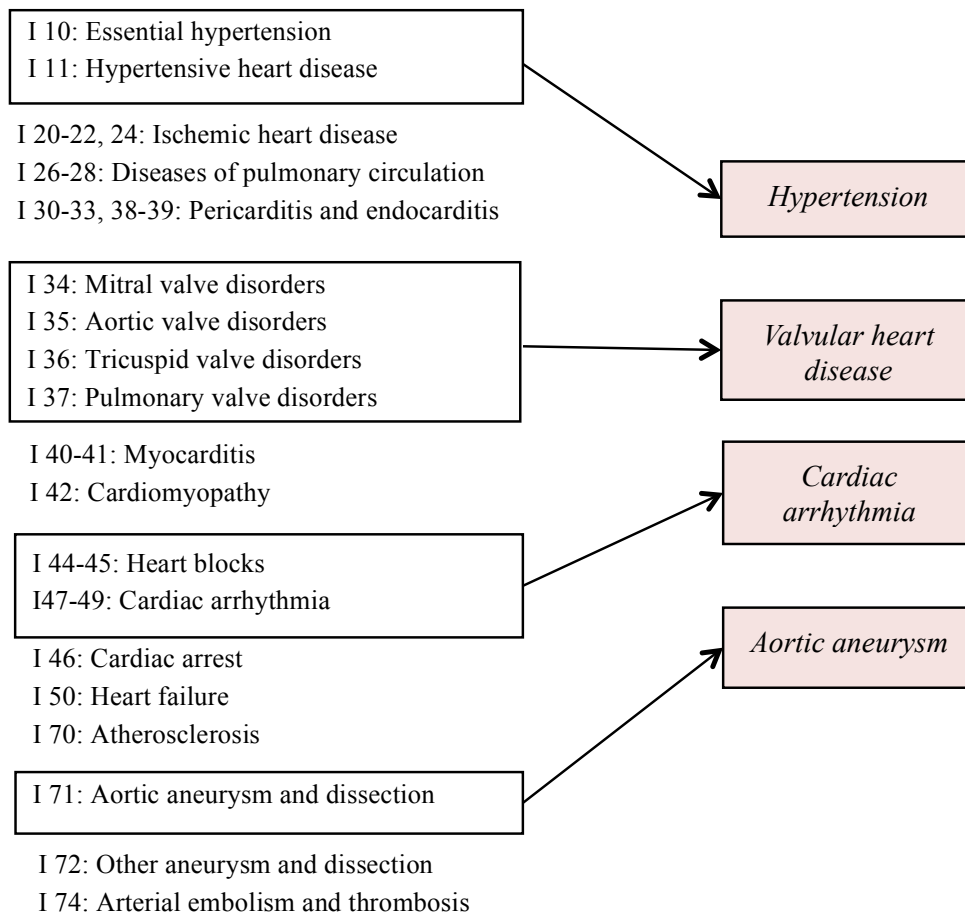 I 10: Essential hypertension
I 11: Hypertensive heart disease
I 20-22, 24: Ischemic heart disease
I 26-28: Diseases of pulmonary circulation
I 30-33, 38-39: Pericarditis and endocarditis
Hypertension
I 34: Mitral valve disorders
I 35: Aortic valve disorders
I 36: Tricuspid valve disorders
I 37: Pulmonary valve disorders
Valvular heart
disease
I 40-41: Myocarditis
I 42: Cardiomyopathy
Cardiac
arrhythmia
I 44-45: Heart blocks
I47-49: Cardiac arrhythmia
I 46: Cardiac arrest
I 50: Heart failure
I 70: Atherosclerosis
Aortic aneurysm
I 71: Aortic aneurysm and dissection
I 72: Other aneurysm and dissection
I 74: Arterial embolism and thrombosis